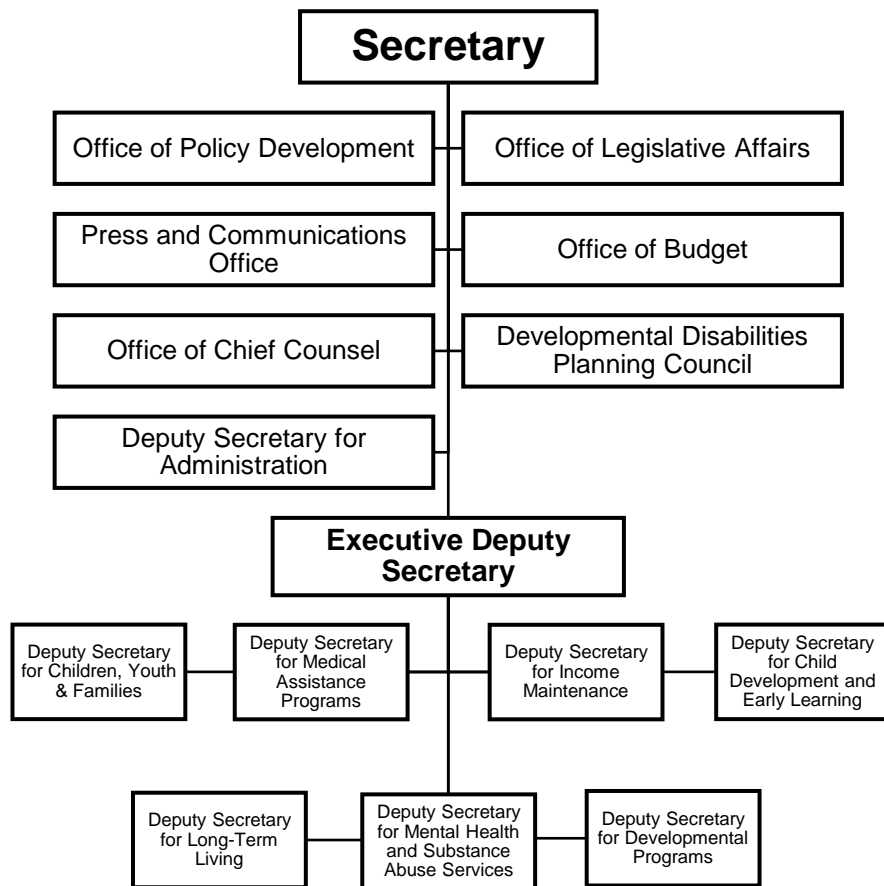 Secretary
Office of Policy Development
Office of Legislative Affairs
Press and Communications
Office
Office of Budget
Office of Chief Counsel
Developmental Disabilities
Planning Council
Deputy Secretary for
Administration
Executive Deputy
Secretary
Deputy Secretary
for Children, Youth
& Families
Deputy Secretary
for Medical
Assistance
Programs
Deputy Secretary
for Income
Maintenance
Deputy Secretary
for Child
Development and
Early Learning
Deputy Secretary
for Long-Term
Living
Deputy Secretary
for Mental Health
and Substance
Abuse Services
Deputy Secretary
for Developmental
Programs